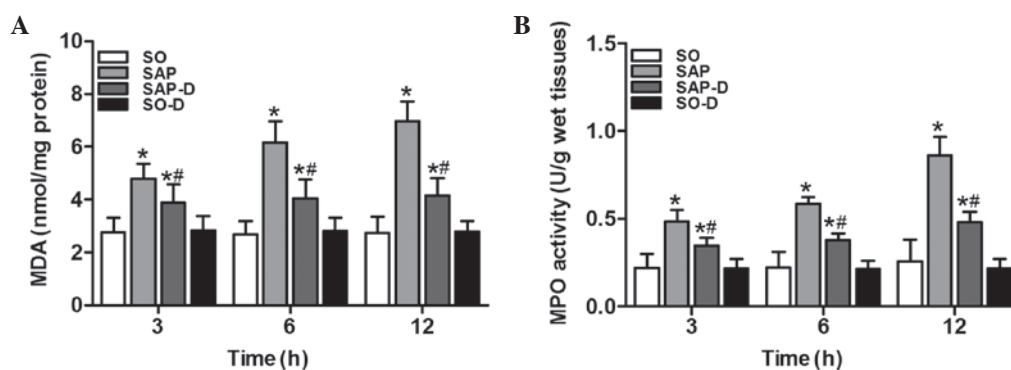 A
MDA (nmol/mg protein)
10
8
6
4
2
0
SO
SAP
SAP-D
SO-D
*
*#
*
*#
*
*#
3 6 12
Time (h)
B
MPO activity (U/g wet tissues)
1.5
1.0
0.5
0.0
SO
SAP
SAP-D
SO-D
*
*#
*
*#
*
*#
3 6 12
Time (h)